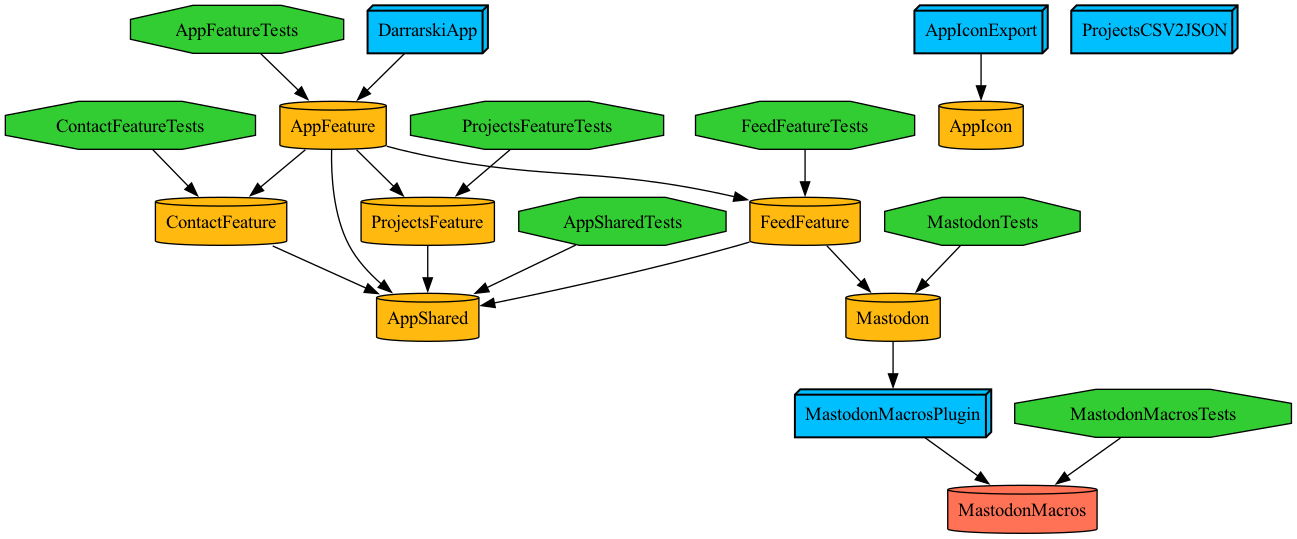 AppFeatureTests
DarrarskiApp
AppIconExport
ProjectsCSV2JSON
ContactFeatureTests
AppFeature
ProjectsFeatureTests
FeedFeatureTests
AppIcon
ContactFeature
ProjectsFeature
AppSharedTests
FeedFeature
MastodonTests
AppShared
Mastodon
MastodonMacrosPlugin
MastodonMacrosTests
MastodonMacros